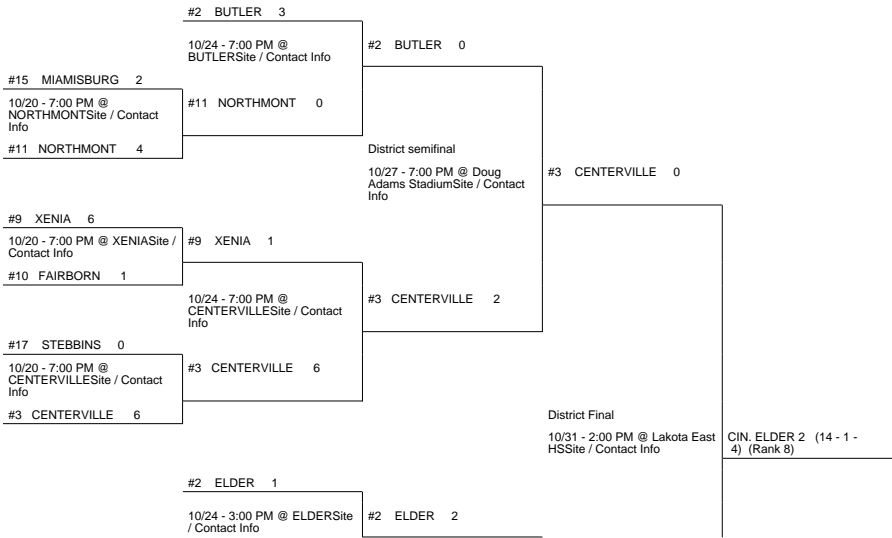 #2 BUTLER 3
10/24 - 7:00 PM @
BUTLERSite / Contact Info
#2 BUTLER 0
#15 MIAMISBURG 2
10/20 - 7:00 PM @
NORTHMONTSite / Contact
Info
#11 NORTHMONT 0
#11 NORTHMONT 4
District semifinal
10/27 - 7:00 PM @ Doug
Adams StadiumSite / Contact
Info
#3 CENTERVILLE 0
#9 XENIA 6
10/20 - 7:00 PM @ XENIASite /
Contact Info
#9 XENIA 1
#10 FAIRBORN 1
10/24 - 7:00 PM @
CENTERVILLESite / Contact
Info
#3 CENTERVILLE 2
#17 STEBBINS 0
10/20 - 7:00 PM @
CENTERVILLESite / Contact
Info
#3 CENTERVILLE 6
#3 CENTERVILLE 6
District Final
10/31 - 2:00 PM @ Lakota East
HSSite / Contact Info
CIN. ELDER 2 (14 - 1 -
4) (Rank 8)
#2 ELDER 1
10/24 - 3:00 PM @ ELDERSite
/ Contact Info
#2 ELDER 2